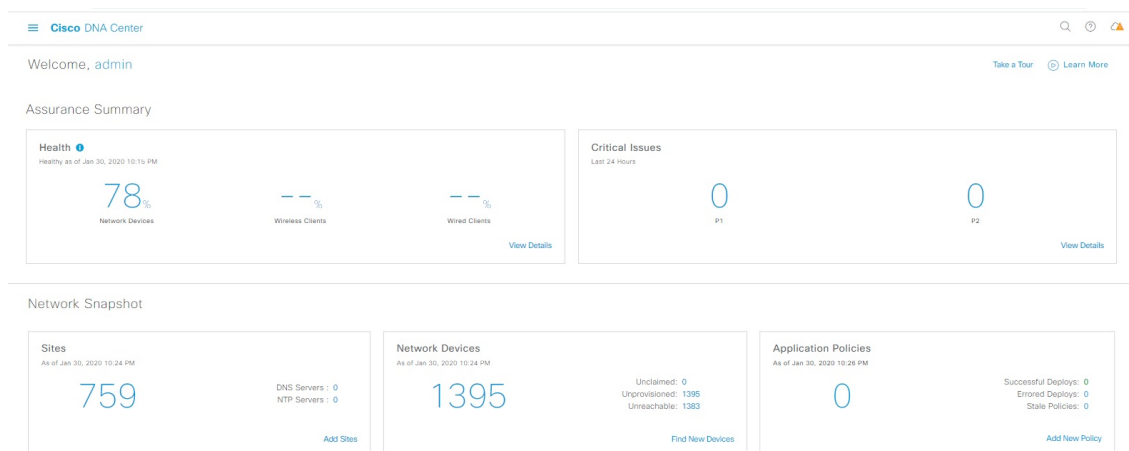 Cisco DNA Center
Welcome, admin
Take a Tour
Learn More
Assurance Summary
Health
Healthy as of Jan 30, 2020 10:15 PM
78%
Network Devices
--%
Wireless Clients
--%
Wired Clients
View Details
Critical Issues
Last 24 Hours
0
P1
0
P2
View Details
Network Snapshot
Sites
As of Jan 30, 2020 10:24 PM
759
DNS Servers : 0
NTP Servers : 0
Add Sites
Network Devices
As of Jan 30, 2020 10:24 PM
1395
Unclaimed: 0
Unprovisioned: 1395
Unreachable: 1383
Find New Devices
Application Policies
As of Jan 30, 2020 10:26 PM
0
Successful Deploys: 0
Errored Deploys: 0
Stale Policies: 0
Add New Policy